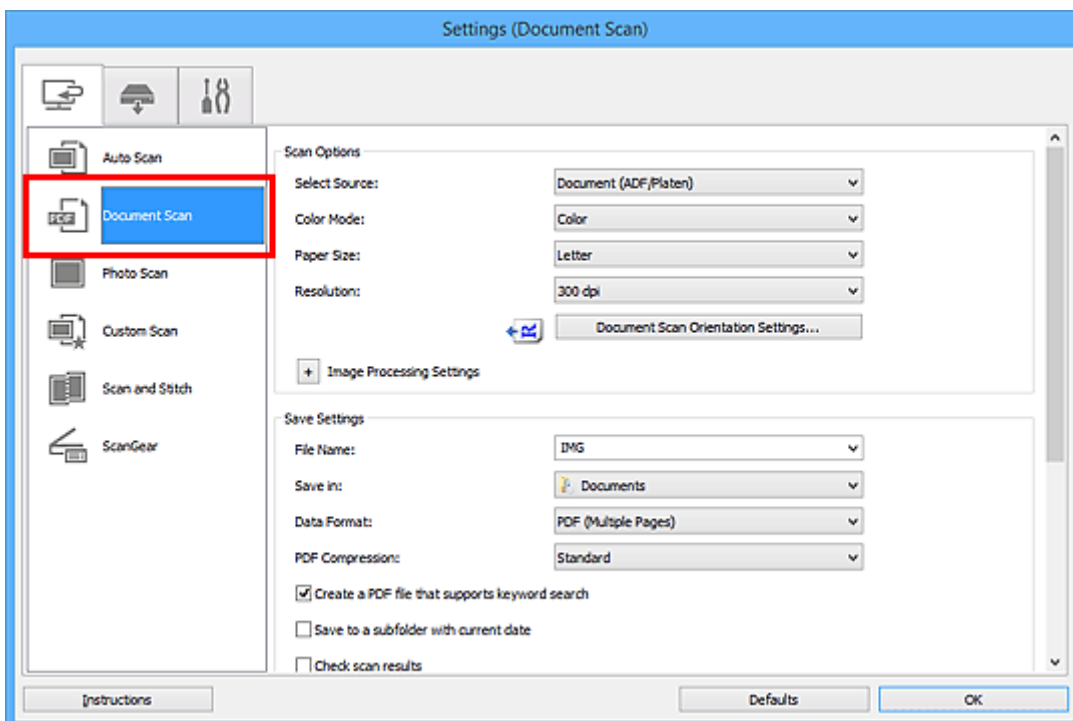 Settings (Document Scan)
Auto Scan
PDF
Document Scan
Photo Scan
Custom Scan
Scan and Stitch
ScanGear
Scan Options
Select Source: Document (ADF/Platen)
Color Mode: Color
Paper Size: Letter
Resolution: 300 dpi
R Document Scan Orientation Settings...
+ Image Processing Settings
Save Settings
File Name: IMG
Save in: Documents
Data Format: PDF (Multiple Pages)
PDF Compression: Standard
Create a PDF file that supports keyword search
Save to a subfolder with current date
Check scan results
Instructions Defaults OK